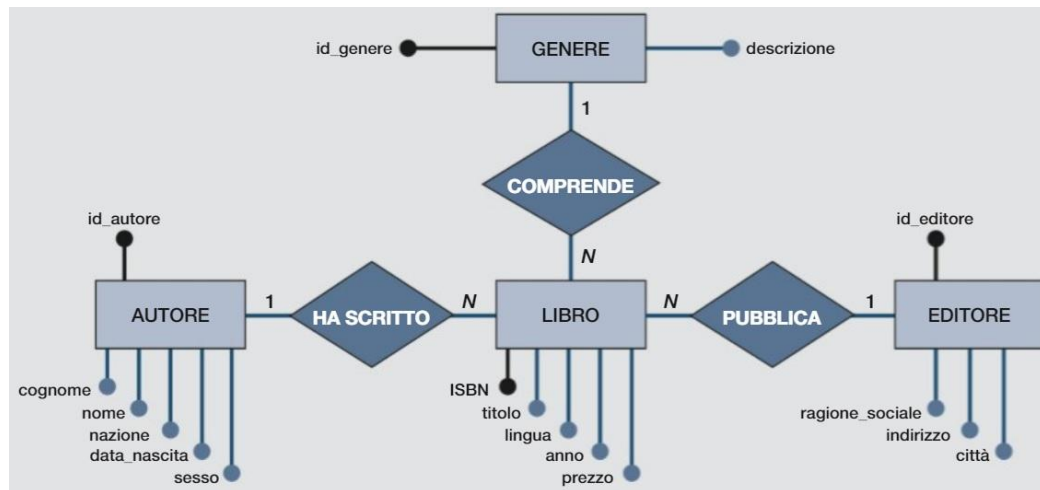 id_genere GENERE descrizione
1
COMPRENDE
id_autore id_editore
N
AUTORE 1 HA SCRITTO N LIBRO N PUBBLICA 1 EDITORE
cognome ISBN
nome titolo ragione_sociale
nazione lingua indirizzo
data_nascita anno città
sesso prezzo